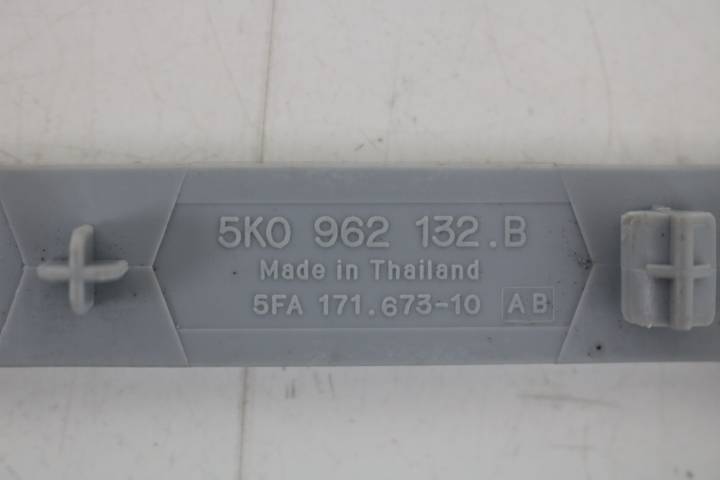 5K0 962 132.B
Made in Thailand
5FA 171.673-10 AB